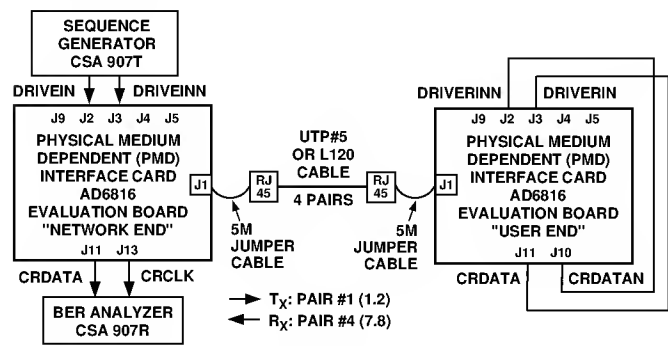 SEQUENCE
GENERATOR
CSA 907T
DRIVEIN
DRIVEINN
J9 J2 J3 J4 J5
PHYSICAL MEDIUM
DEPENDENT (PMD)
INTERFACE CARD
AD6816
EVALUATION BOARD
"NETWORK END"
J11 J13
J1
CRDATA
CRCLK
BER ANALYZER
CSA 907R
RJ
45
5M
JUMPER
CABLE
UTP#5
OR L120
CABLE
4 PAIRS
RJ
45
5M
JUMPER
CABLE
TX: PAIR #1 (1.2)
RX: PAIR #4 (7.8)
DRIVERINN
DRIVERIN
J9 J2 J3 J4 J5
PHYSICAL MEDIUM
DEPENDENT (PMD)
INTERFACE CARD
AD6816
EVALUATION BOARD
"USER END"
J1
J11 J10
CRDATA
CRDATAN